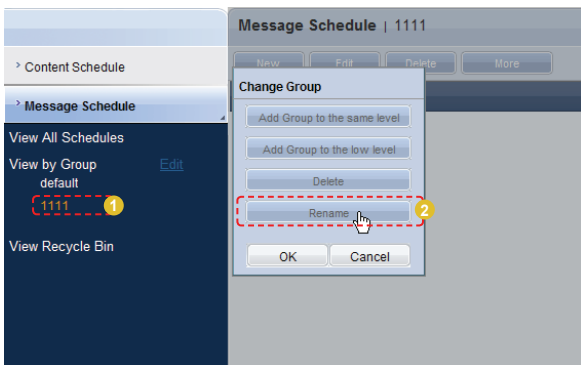 Message Schedule | 1111
New Edit Delete More
› Content Schedule
› Message Schedule
View All Schedules
View by Group Edit
default
1111 1
View Recycle Bin
Change Group
Add Group to the same level
Add Group to the low level
Delete
Rename 2
OK Cancel